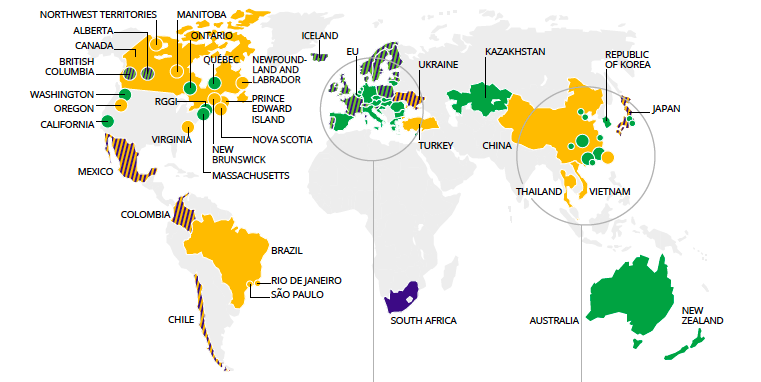 NORTHWEST TERRITORIES
MANITOBA
ALBERTA
ONTARIO
CANADA
BRITISH
COLUMBIA
QUÉBEC
NEWFOUND-
LAND AND
LABRADOR
WASHINGTON
OREGON
RGGI
PRINCE
EDWARD
ISLAND
CALIFORNIA
VIRGINIA
NOVA SCOTIA
NEW
BRUNSWICK
MASSACHUSETTS
MEXICO
ICELAND
EU
UKRAINE
KAZAKHSTAN
REPUBLIC
OF KOREA
JAPAN
TURKEY
CHINA
THAILAND
VIETNAM
COLOMBIA
BRAZIL
RIO DE JANEIRO
SÃO PAULO
CHILE
SOUTH AFRICA
AUSTRALIA
NEW
ZEALAND